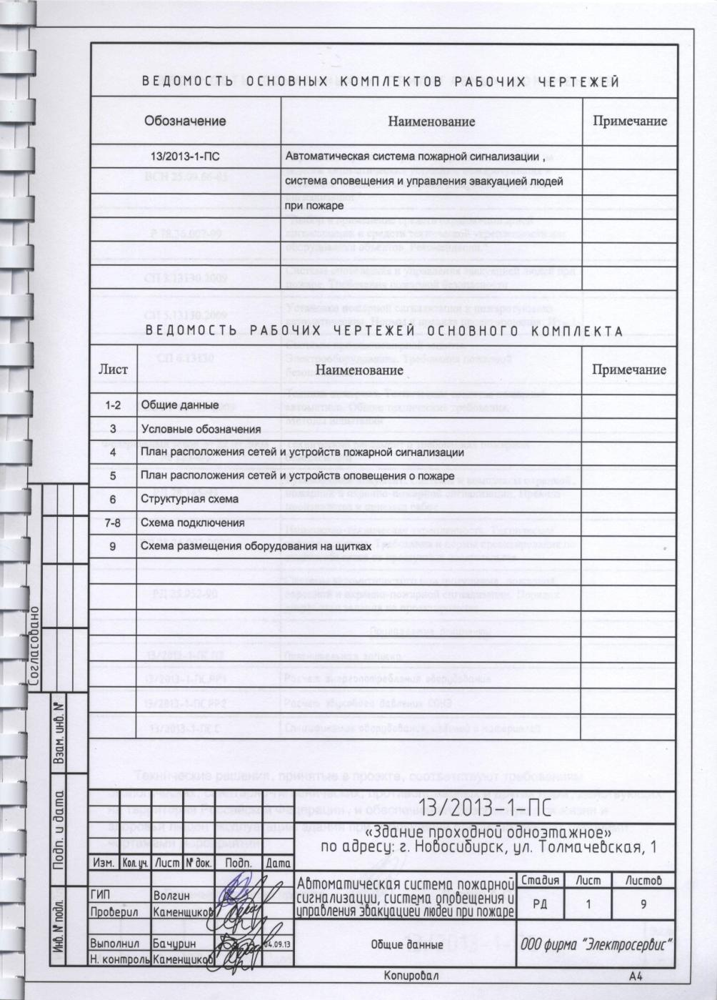 ВЕДОМОСТЬ ОСНОВНЫХ КОМПЛЕКТОВ РАБОЧИХ ЧЕРТЕЖЕЙ
Обозначение Наименование Примечание
13/2013-1-ПС Автоматическая система пожарной сигнализации ,
система оповещения и управления эвакуацией людей
при пожаре
ВЕДОМОСТЬ РАБОЧИХ ЧЕРТЕЖЕЙ ОСНОВНОГО КОМПЛЕКТА
Лист Наименование Примечание
1-2 Общие данные
3 Условные обозначения
4 План расположения сетей и устройств пожарной сигнализации
5 План расположения сетей и устройств оповещения о пожаре
6 Структурная схема
7-8 Схема подключения
9 Схема размещения оборудования на щитках
Согласовано
Взам. инв. №
Подп. и дата
Инв. № подл.
13/2013-1-ПС
«Здание проходной одноэтажное»
по адресу: г. Новосибирск, ул. Толмачевская, 1
Изм. Кол. уч. Лист № док. Подп. Дата
ГИП Волгин
Проверил Каменщиков
Выполнил Бачурин 04.09.13
Н. контроль Каменщиков
Автоматическая система пожарной
сигнализации, система оповещения и
управления эвакуацией людей при пожаре
Стадия Лист Листов
РД 1 9
Общие данные
ООО фирма "Электросервис"
Копировал А4